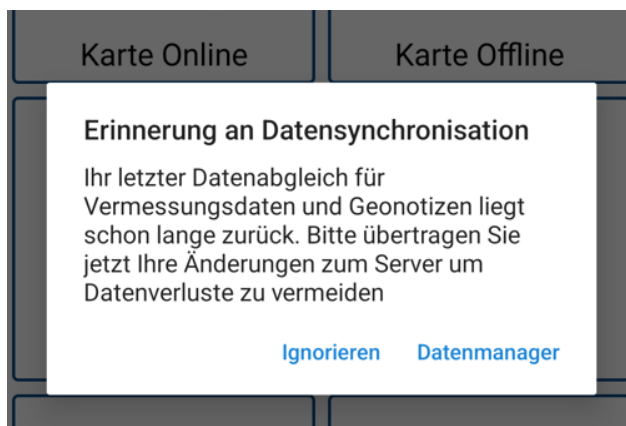 Karte Online
Karte Offline
Erinnerung an Datensynchronisation
Ihr letzter Datenabgleich für
Vermessungsdaten und Geonotizen liegt
schon lange zurück. Bitte übertragen Sie
jetzt Ihre Änderungen zum Server um
Datenverluste zu vermeiden
Ignorieren
Datenmanager